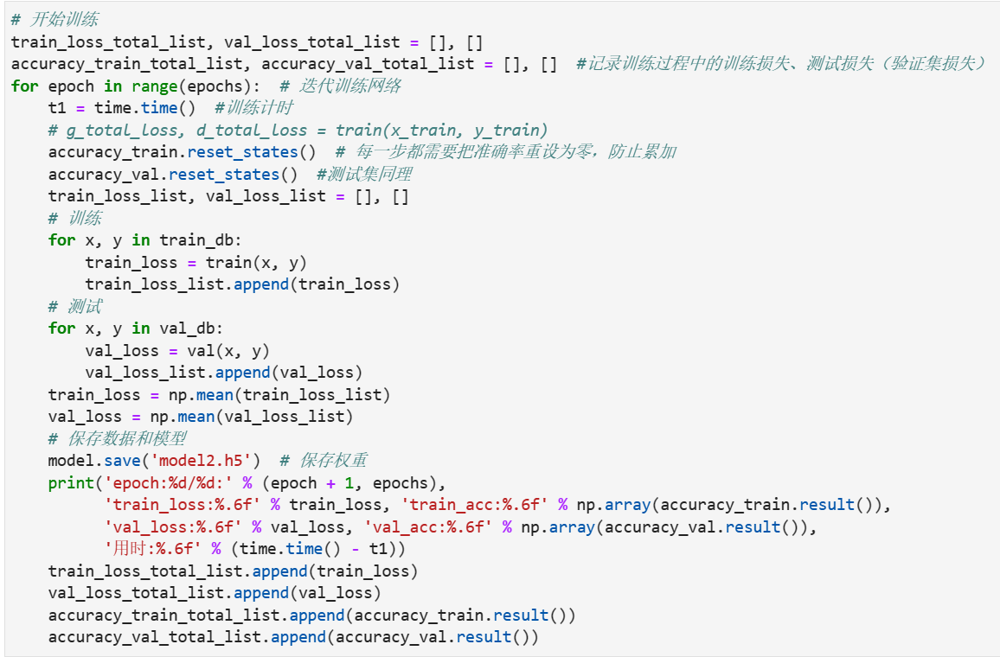 # 开始训练
train_loss_total_list, val_loss_total_list = [], []
accuracy_train_total_list, accuracy_val_total_list = [], []  #记录训练过程中的训练损失、测试损失（验证集损失）
for epoch in range(epochs):  # 迭代训练网络
    t1 = time.time()  #训练计时
    # g_total_loss, d_total_loss = train(x_train, y_train)
    accuracy_train.reset_states()  # 每一步都需要把准确率重设为零，防止累加
    accuracy_val.reset_states()  #测试集同理
    train_loss_list, val_loss_list = [], []
    # 训练
    for x, y in train_db:
        train_loss = train(x, y)
        train_loss_list.append(train_loss)
    # 测试
    for x, y in val_db:
        val_loss = val(x, y)
        val_loss_list.append(val_loss)
    train_loss = np.mean(train_loss_list)
    val_loss = np.mean(val_loss_list)
    # 保存数据和模型
    model.save('model2.h5')  # 保存权重
    print('epoch:%d/%d:' % (epoch + 1, epochs),
          'train_loss:%.6f' % train_loss, 'train_acc:%.6f' % np.array(accuracy_train.result()),
          'val_loss:%.6f' % val_loss, 'val_acc:%.6f' % np.array(accuracy_val.result()),
          '用时:%.6f' % (time.time() - t1))
    train_loss_total_list.append(train_loss)
    val_loss_total_list.append(val_loss)
    accuracy_train_total_list.append(accuracy_train.result())
    accuracy_val_total_list.append(accuracy_val.result())